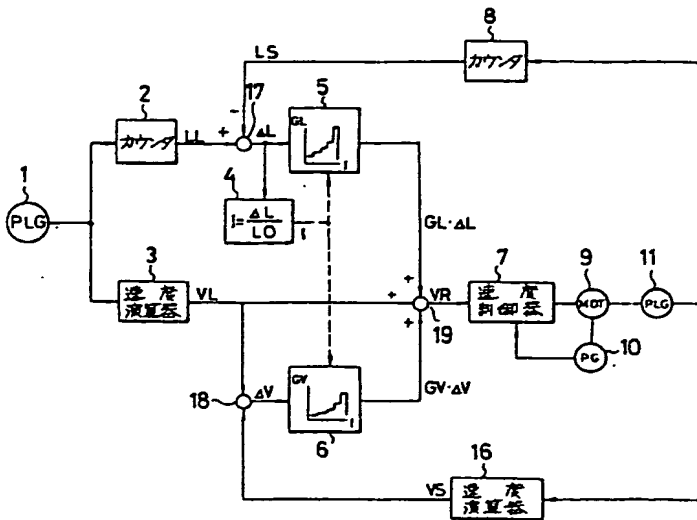 8
LS
カウンタ
2
カウンタ
LL
+
-
17
ΔL
5
GL
I
1
PLG
4
I=ΔL/LO
I
GL·ΔL
3
速度
演算器
VL
+
+
+
VR
19
7
速度
制御器
9
MOT
11
PLG
PG
10
18
ΔV
GV
I
6
GV·ΔV
VS
16
速度
演算器